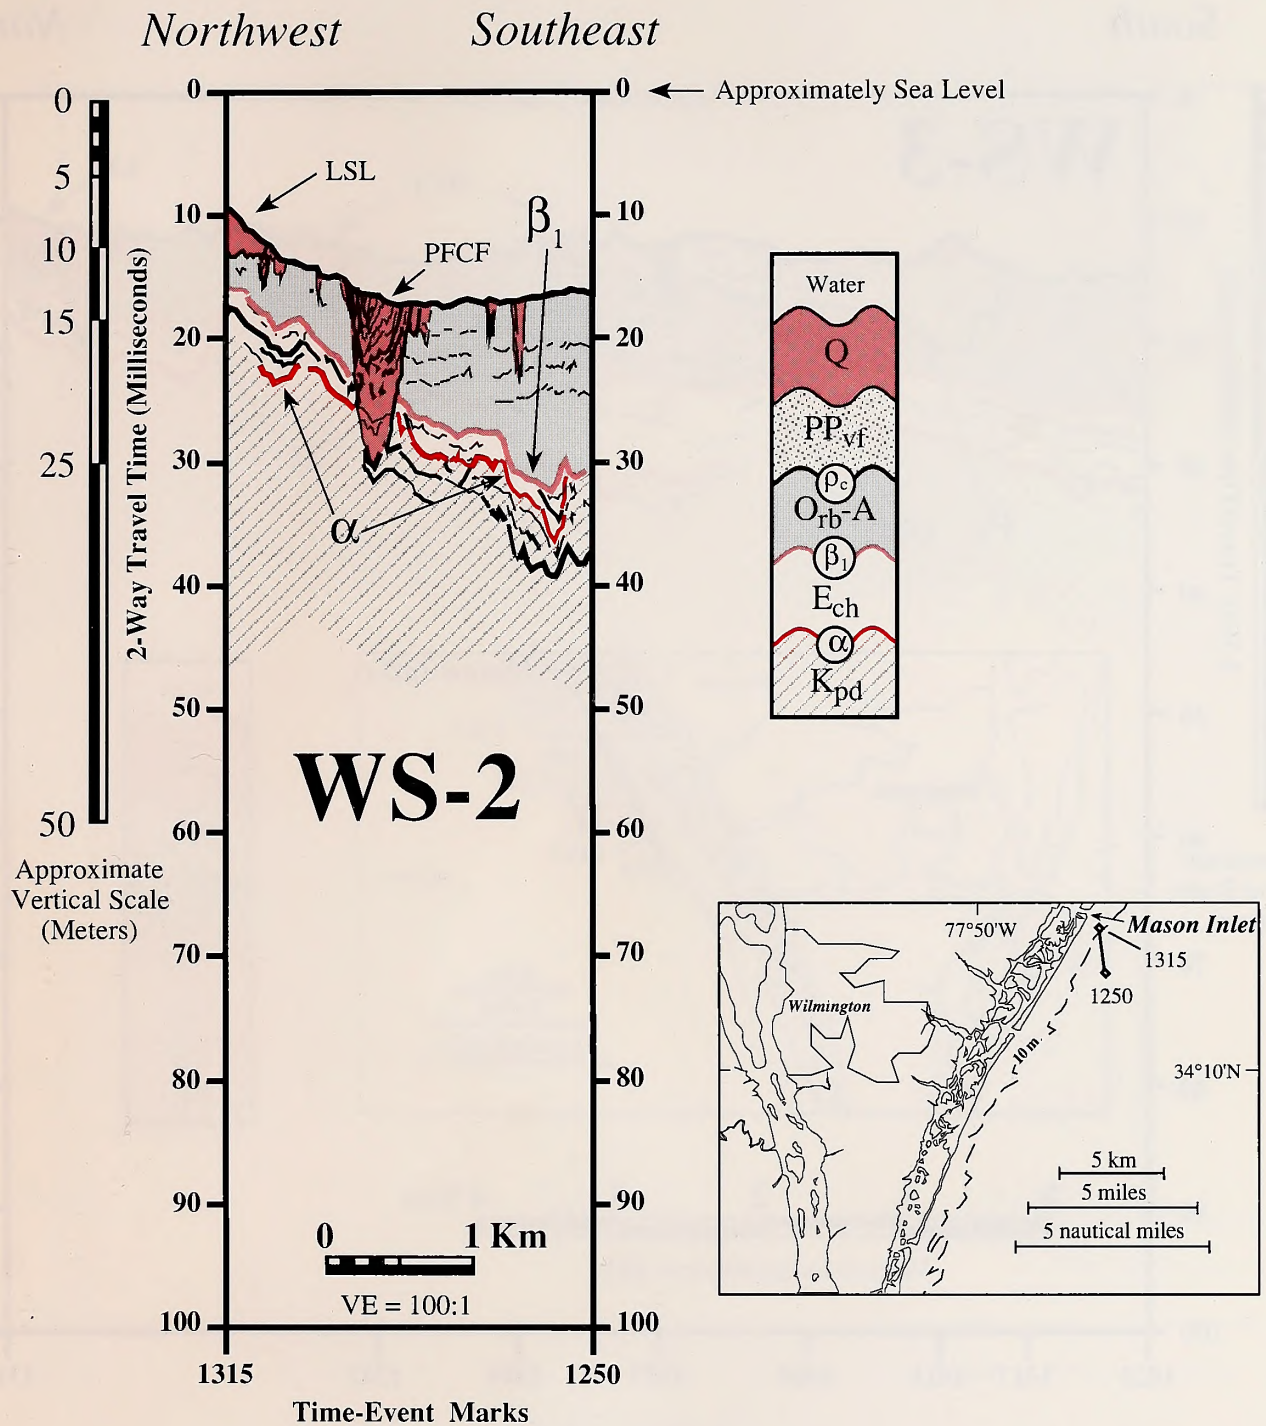 Northwest Southeast
0 0 0 Approximately Sea Level
LSL
5
10 10
β1
10
PFCF
Water
15
20 20
Q
25
30 30
PPvf
ρc
Orb-A
β1
Ech
α
Kpd
α
40 40
2-Way Travel Time (Milliseconds)
50 50
WS-2
50
60 60
Approximate
Vertical Scale
(Meters)
70 70
80 80
90 90
0 1 Km
VE = 100:1
100 100
1315 1250
Time-Event Marks
77°50'W
Mason Inlet
1315
1250
Wilmington
10 m.
34°10'N
5 km
5 miles
5 nautical miles